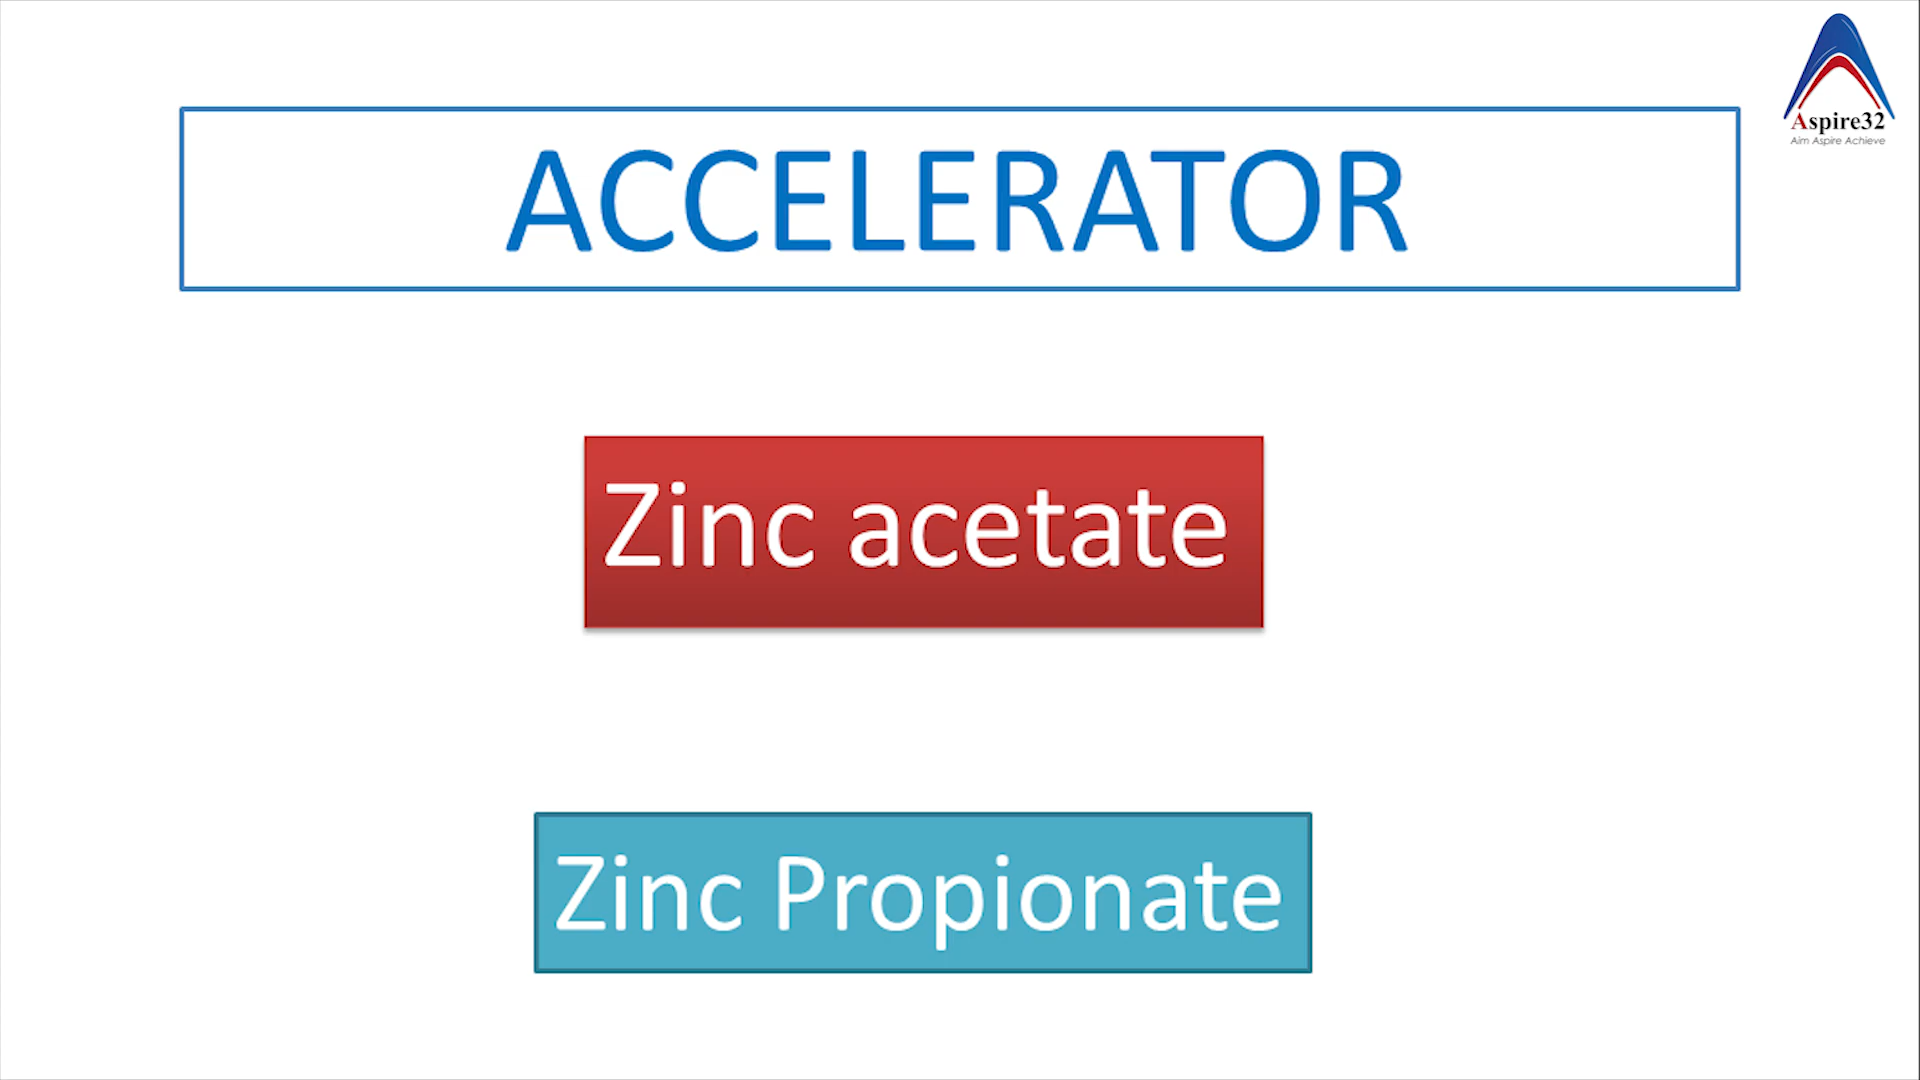 Aspire32
Aim Aspire Achieve
ACCELERATOR
Zinc acetate
Zinc Propionate